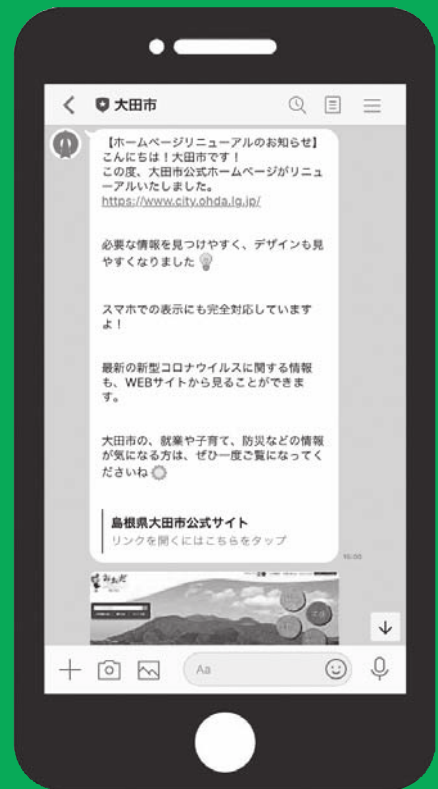 大田市
【ホームページリニューアルのお知らせ】
こんにちは！大田市です！
この度、大田市公式ホームページがリニュ
ーアルいたしました。
https://www.city.ohda.lg.jp/
必要な情報を見つけやすく、デザインも見
やすくなりました
スマホでの表示にも完全対応しています
よ！
最新の新型コロナウイルスに関する情報
も、WEBサイトから見ることができま
す。
大田市の、就業や子育て、防災などの情報
が気になる方は、ぜひ一度ご覧になってく
ださいね
島根県大田市公式サイト
リンクを開くにはこちらをタップ
Aa